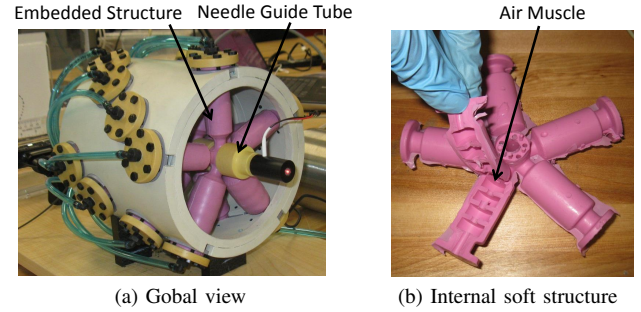 Embedded Structure
Needle Guide Tube
Air Muscle
(a) Gobal view
(b) Internal soft structure